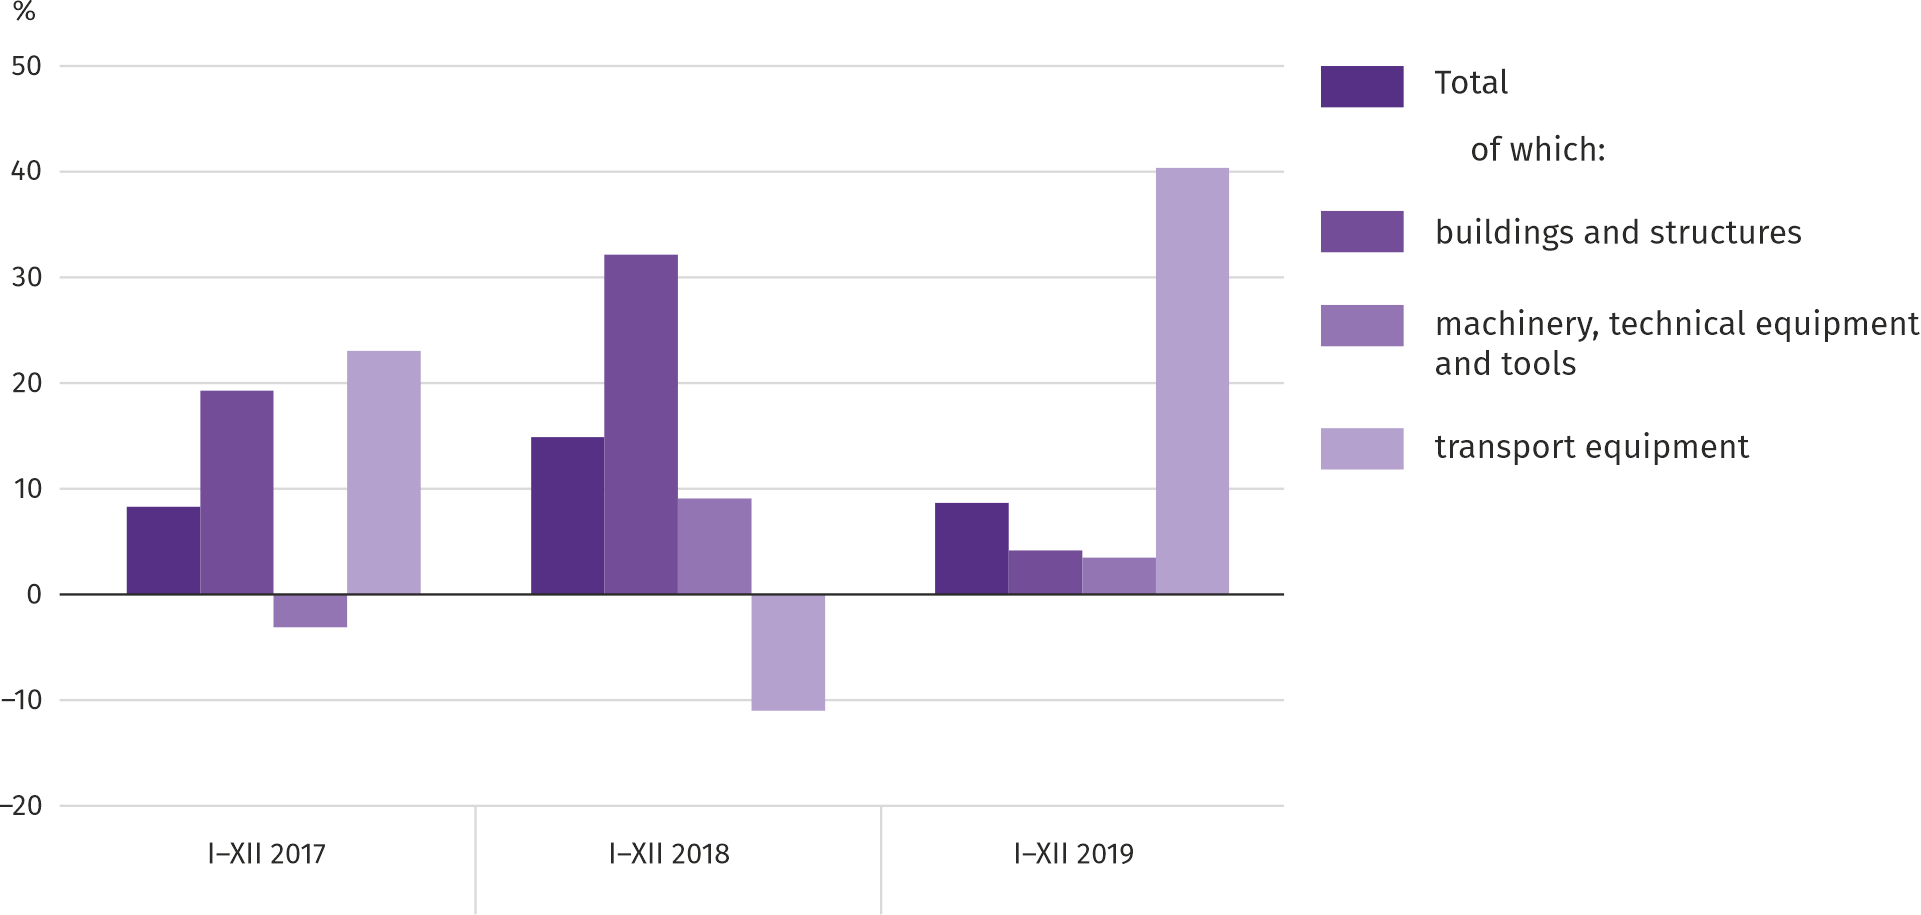 %
50
40
30
20
10
0
–10
–20
I–XII 2017
I–XII 2018
I–XII 2019
Total
of which:
buildings and structures
machinery, technical equipment
and tools
transport equipment